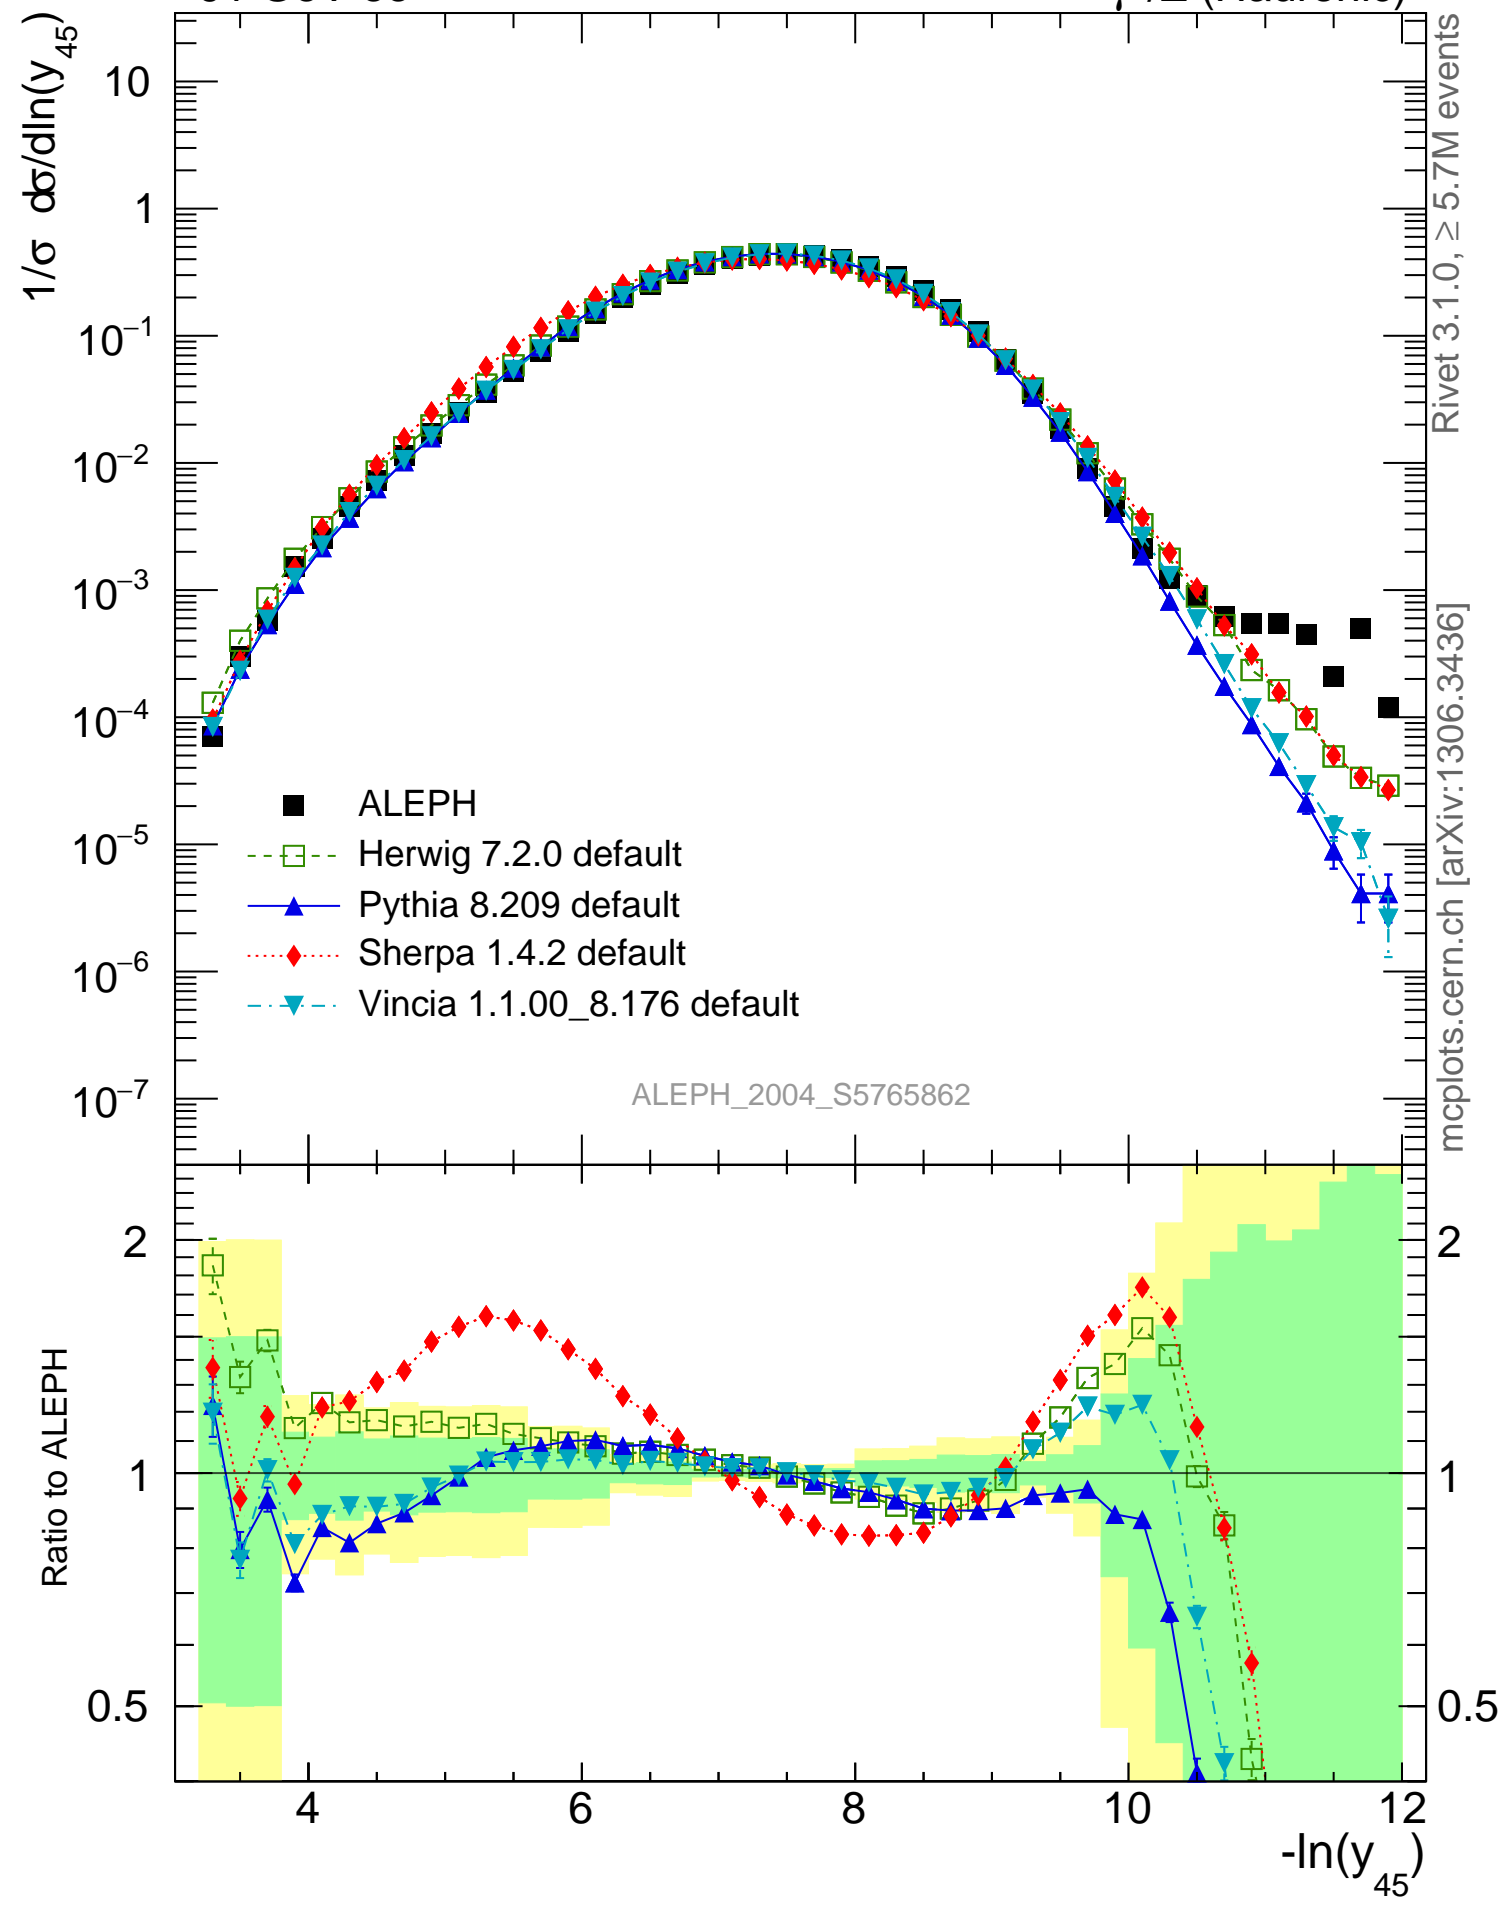 1/σ dσ/dln(y45)
10
1
10−1
10−2
10−3
10−4
10−5
10−6
10−7
ALEPH
Herwig 7.2.0 default
Pythia 8.209 default
Sherpa 1.4.2 default
Vincia 1.1.00_8.176 default
ALEPH_2004_S5765862
Rivet 3.1.0, ≥ 5.7M events
mcplots.cern.ch [arXiv:1306.3436]
Ratio to ALEPH
2
1
0.5
2
1
0.5
4
6
8
10
12
-ln(y45)